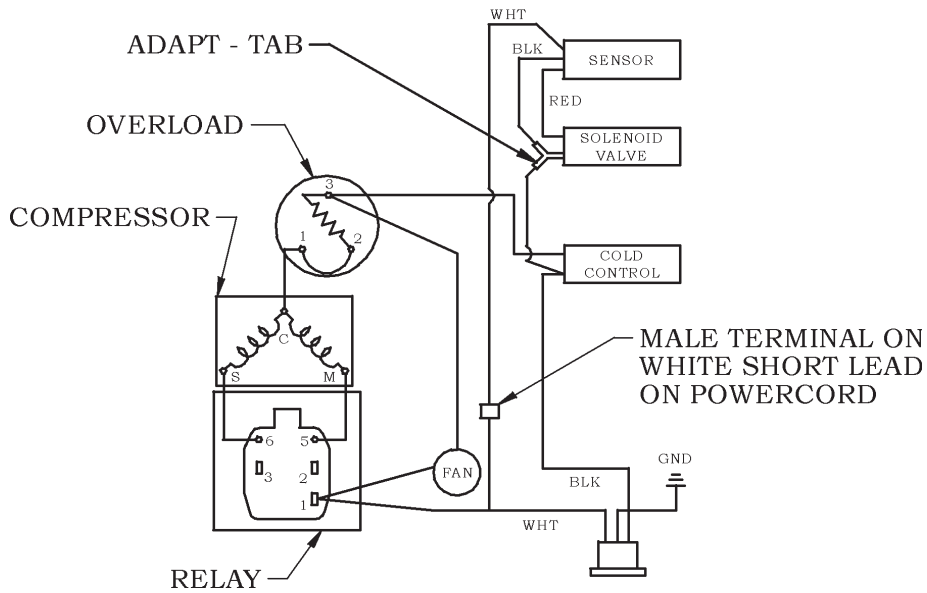 WHT
ADAPT - TAB
BLK
SENSOR
RED
OVERLOAD
SOLENOID
VALVE
3
COMPRESSOR
1
2
COLD
CONTROL
C
MALE TERMINAL ON
WHITE SHORT LEAD
ON POWERCORD
S
M
6
5
3
2
1
FAN
GND
BLK
WHT
RELAY